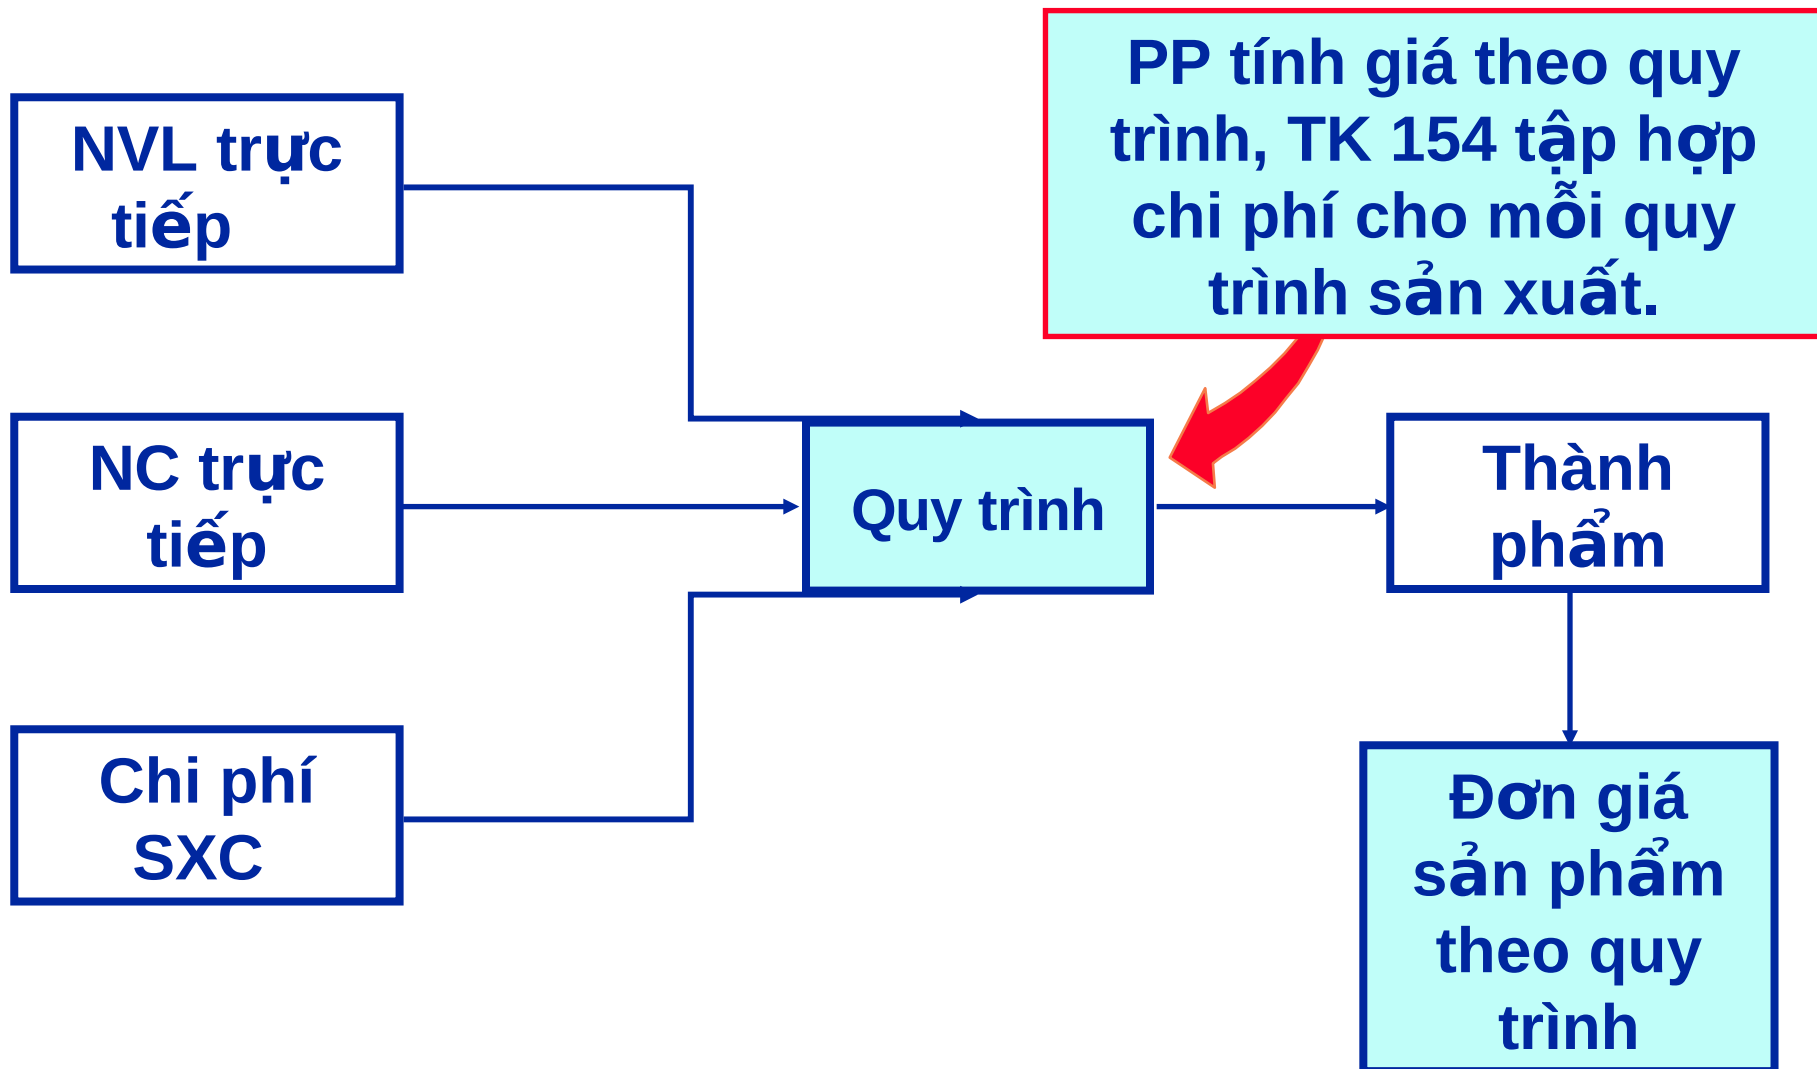 PP tính giá theo quy
trình, TK 154 tập hợp
chi phí cho mỗi quy
trình sản xuất.
NVL trực
tiếp
NC trực
tiếp
Chi phí
SXC
Quy trình
Thành
phẩm
Đơn giá
sản phẩm
theo quy
trình